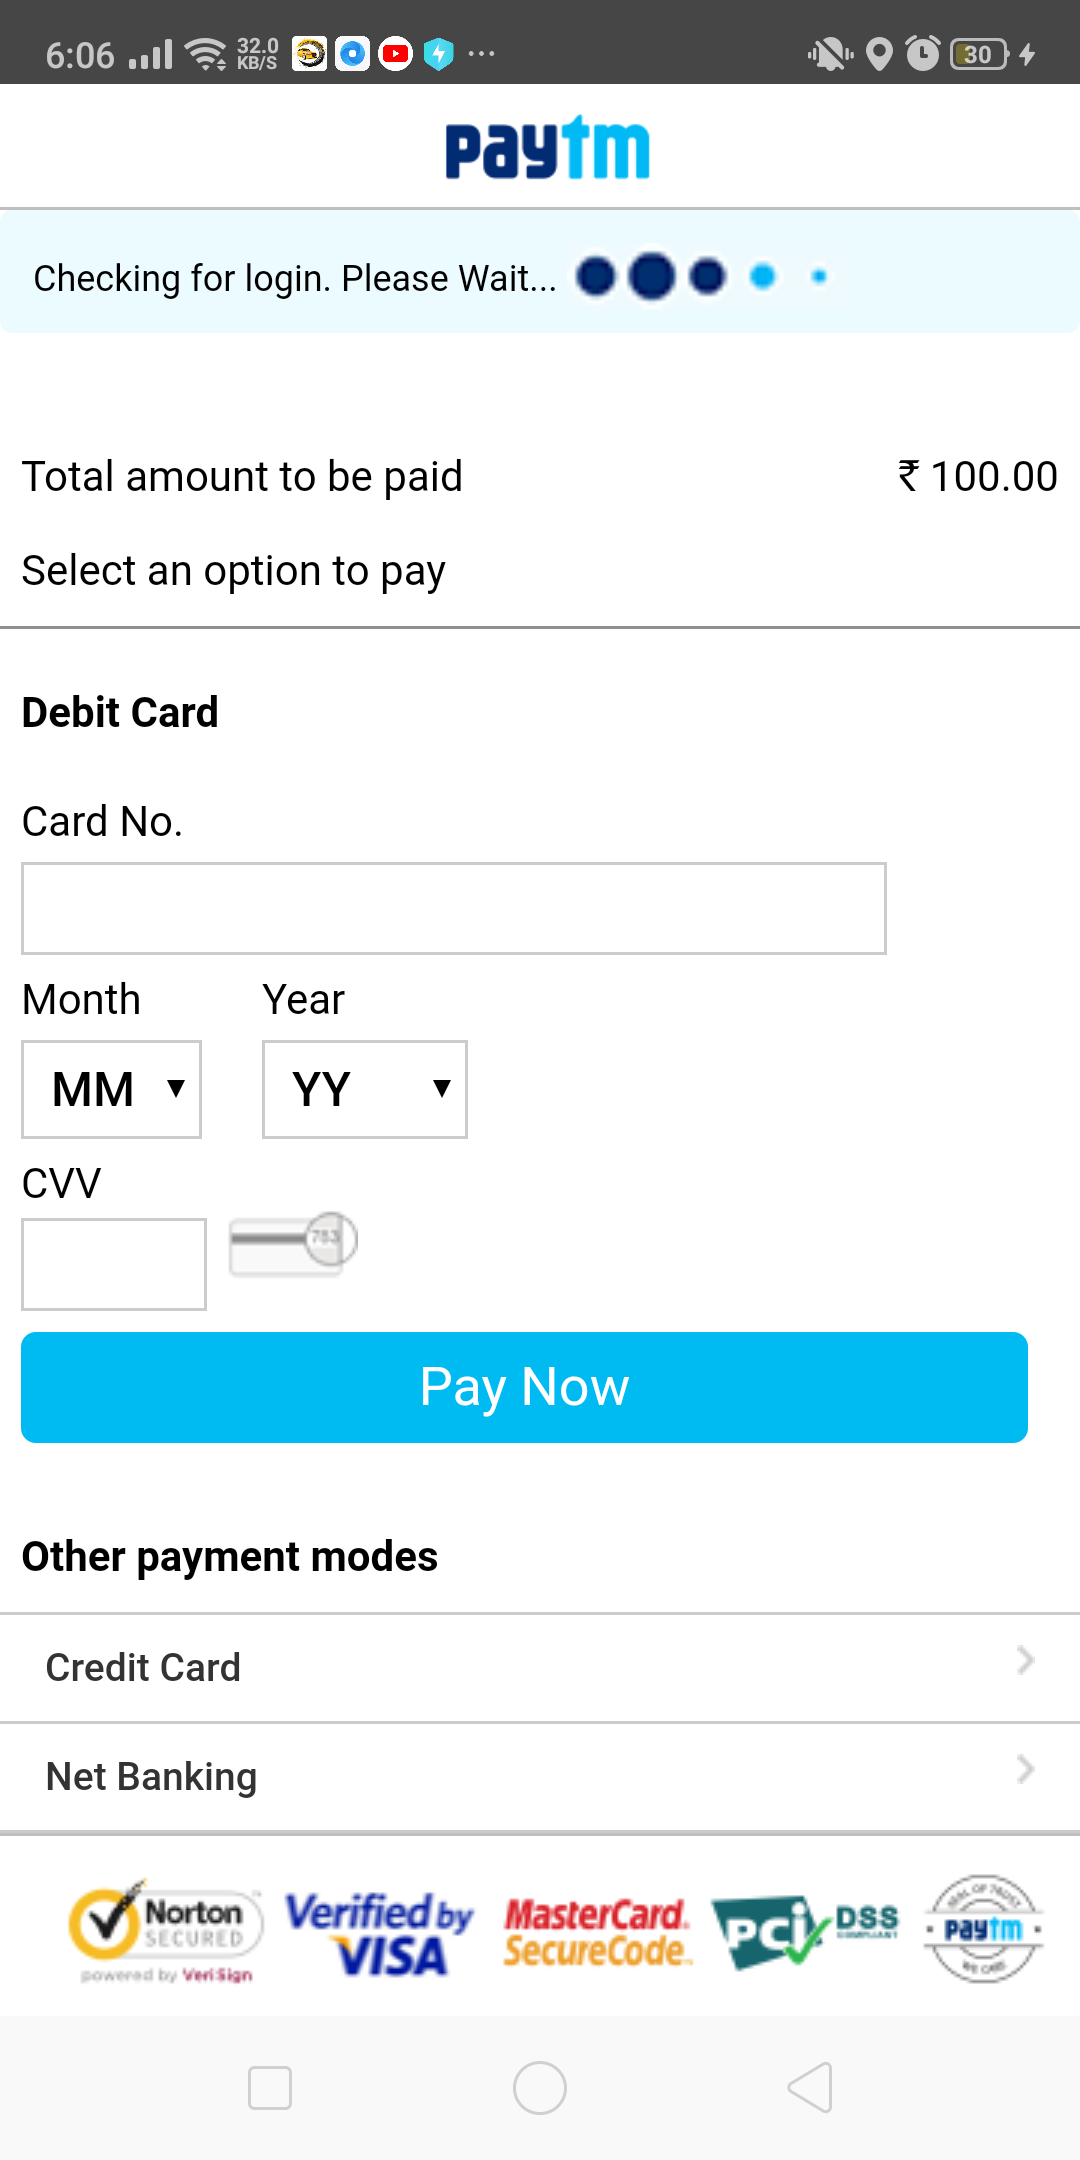 6:06 32.0 KB/S 30
paytm
Checking for login. Please Wait...
Total amount to be paid ₹ 100.00
Select an option to pay
Debit Card
Card No.
Month Year
MM YY
CVV
783
Pay Now
Other payment modes
Credit Card
Net Banking
Norton SECURED powered by VeriSign
Verified by VISA
MasterCard. SecureCode.
PCI DSS COMPLIANT
SEAL OF TRUST paytm WE CARE